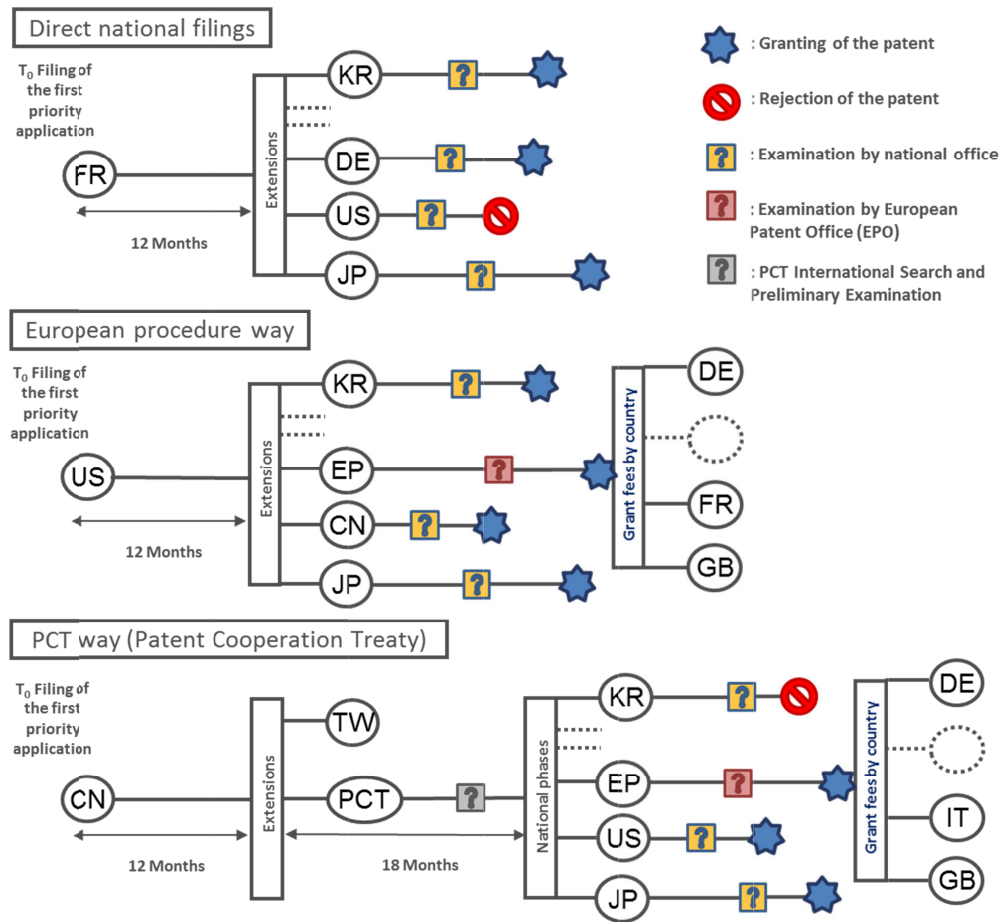 Direct national filings
T0 Filing of
the first
priority
application
FR
12 Months
Extensions
KR
?
DE
?
US
?
JP
?
: Granting of the patent
: Rejection of the patent
?
: Examination by national office
?
: Examination by European
Patent Office (EPO)
?
: PCT International Search and
Preliminary Examination
European procedure way
T0 Filing of
the first
priority
application
US
12 Months
Extensions
KR
?
EP
?
CN
?
JP
?
Grant fees by country
DE
FR
GB
PCT way (Patent Cooperation Treaty)
T0 Filing of
the first
priority
application
CN
12 Months
Extensions
TW
PCT
?
18 Months
National phases
KR
?
EP
?
US
?
JP
?
Grant fees by country
DE
IT
GB